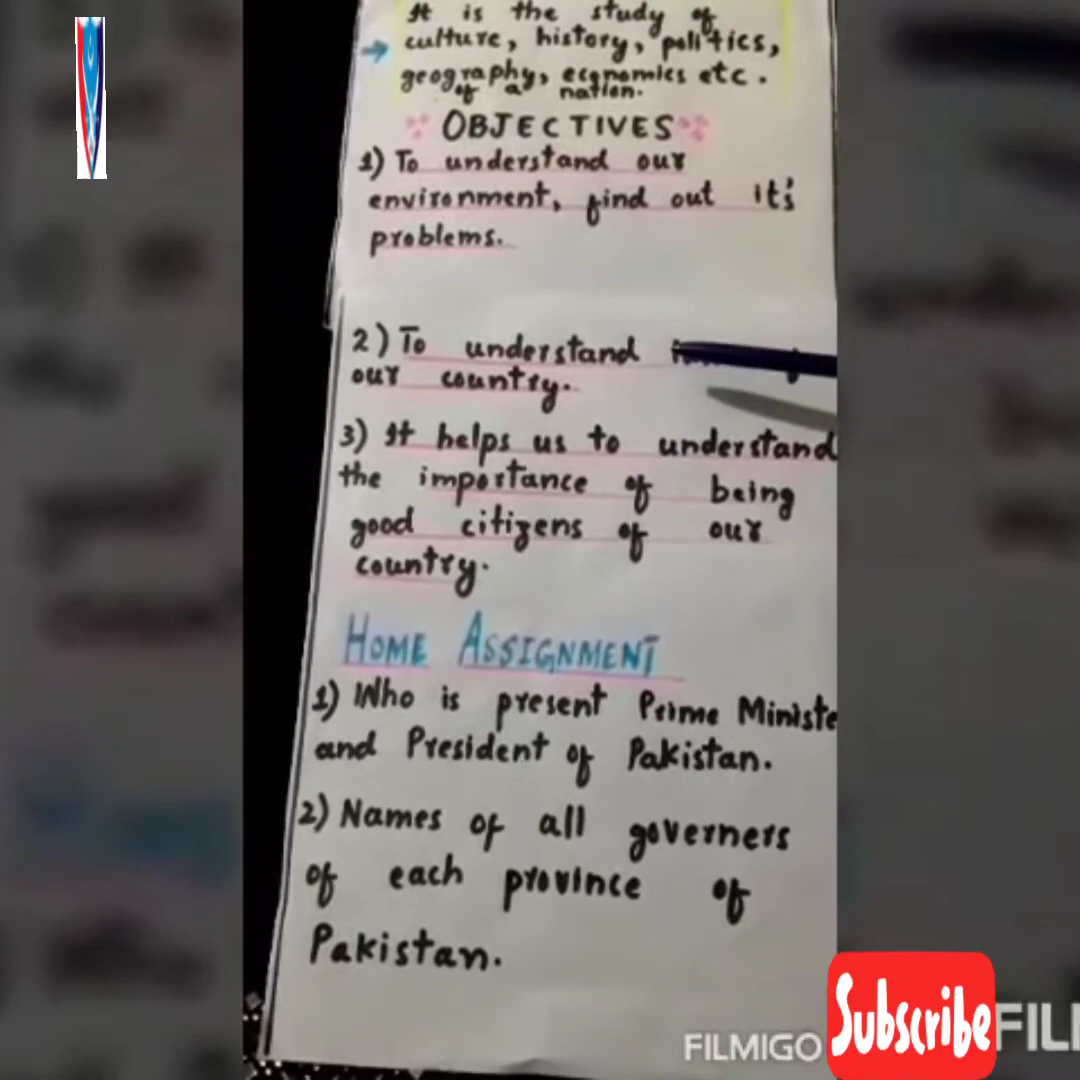 It is the study of
culture, history, politics,
geography, economics etc.
of a nation.
OBJECTIVES
1) To understand our
environment, find out it's
problems.
2) To understand
our country.
3) It helps us to understand
the importance of being
good citizens of our
country.
HOME ASSIGNMENT
1) Who is present Prime Ministe
and President of Pakistan.
2) Names of all governers
of each province of
Pakistan.
Subscribe
FILMIGO FIL